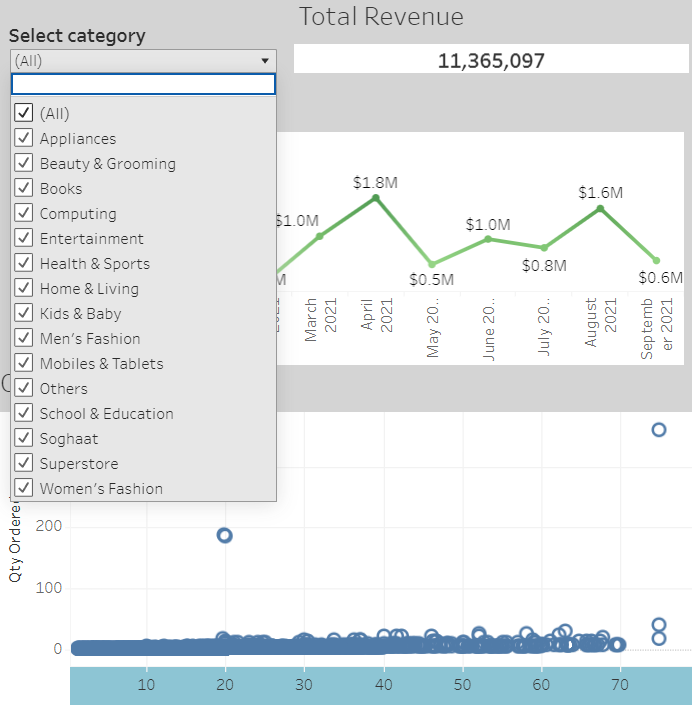 Total Revenue
Select category
(All)
11,365,097
(All)
Appliances
Beauty & Grooming
Books
Computing
Entertainment
Health & Sports
Home & Living
Kids & Baby
Men's Fashion
Mobiles & Tablets
Others
School & Education
Soghaat
Superstore
Women's Fashion
$1.0M
$1.8M
$0.5M
$1.0M
$0.8M
$1.6M
$0.6M
March
2021
April
2021
May 20..
June 20..
July 20..
August
2021
Septemb
er 2021
Qty Ordere
200
100
0
10
20
30
40
50
60
70